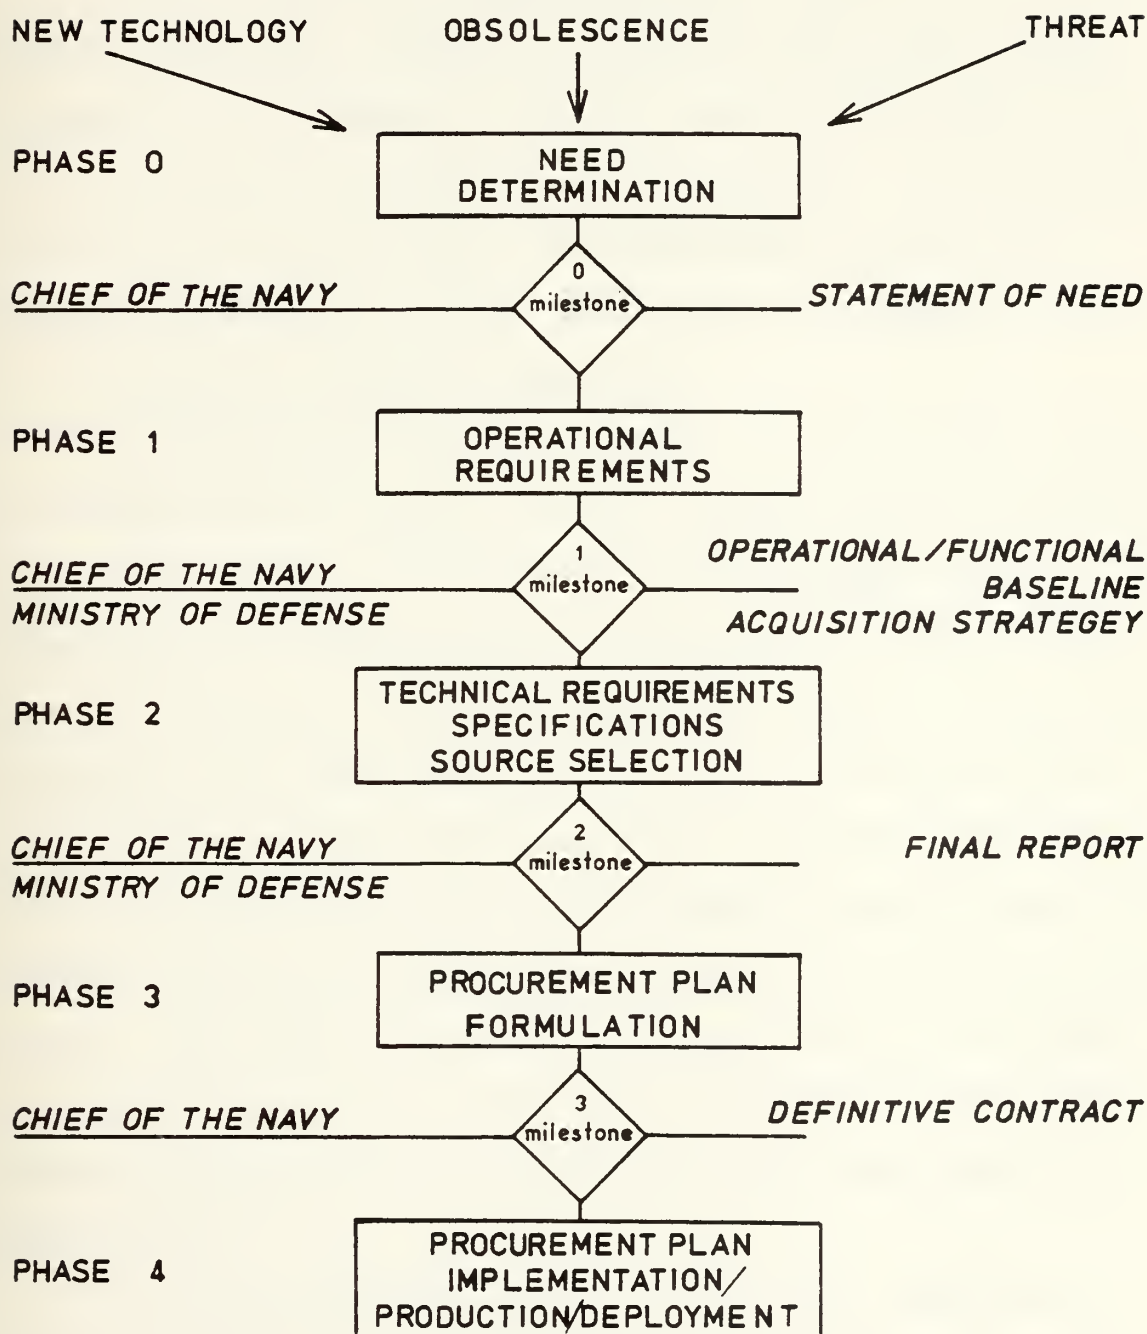 NEW TECHNOLOGY OBSOLESCENCE THREAT
PHASE 0
NEED
DETERMINATION
0
CHIEF OF THE NAVY milestone STATEMENT OF NEED
PHASE 1
OPERATIONAL
REQUIREMENTS
1
milestone
CHIEF OF THE NAVY
MINISTRY OF DEFENSE
OPERATIONAL/FUNCTIONAL
BASELINE
ACQUISITION STRATEGEY
PHASE 2
TECHNICAL REQUIREMENTS
SPECIFICATIONS
SOURCE SELECTION
2
milestone
CHIEF OF THE NAVY
MINISTRY OF DEFENSE
FINAL REPORT
PHASE 3
PROCUREMENT PLAN
FORMULATION
3
milestone
CHIEF OF THE NAVY
DEFINITIVE CONTRACT
PHASE 4
PROCUREMENT PLAN
IMPLEMENTATION/
PRODUCTION/DEPLOYMENT